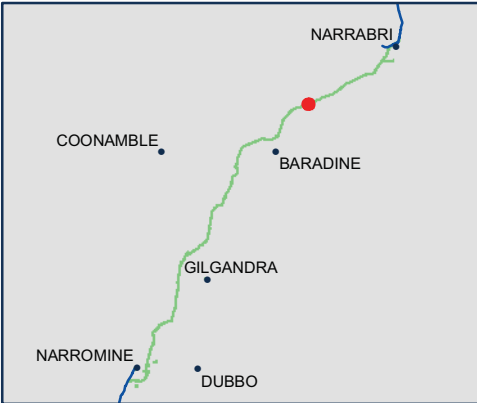 NARRABRI
COONAMBLE
BARADINE
GILGANDRA
NARROMINE
DUBBO